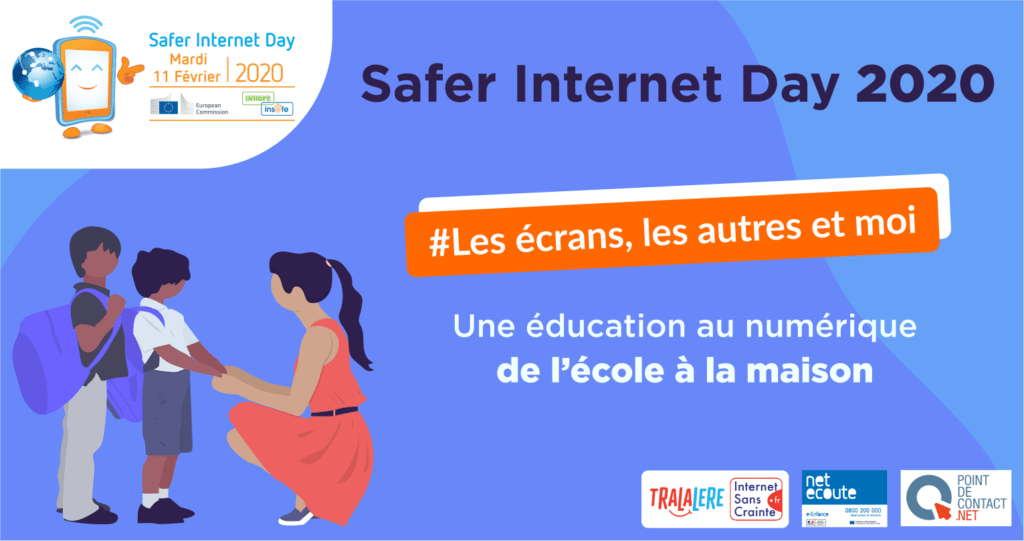 Safer Internet Day
Mardi
11 Février
2020
European
Commission
INHOPE
insafe
Safer Internet Day 2020
#Les écrans, les autres et moi
Une éducation au numérique
de l'école à la maison
TRALALERE
Internet
Sans
Crainte
.fr
net
ecoute
0800 200 000
e-Enfance
POINT
DE
CONTACT
.NET